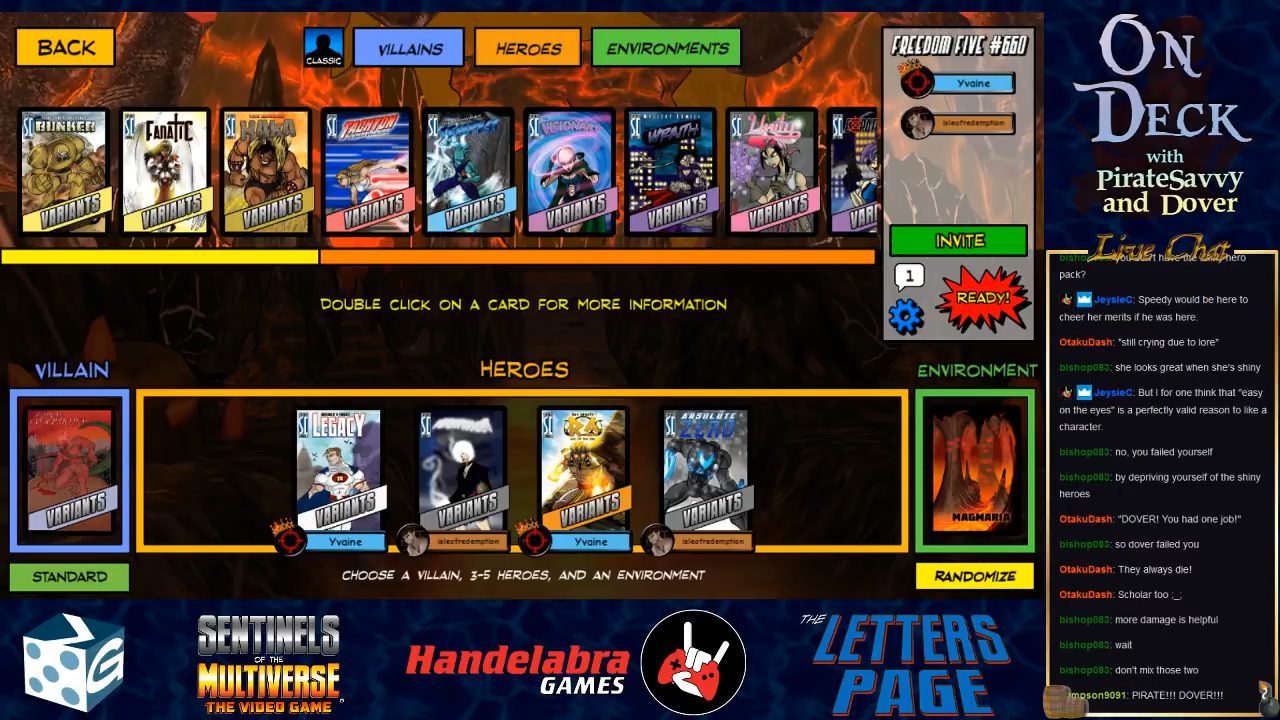 BACK
CLASSIC
VILLAINS
HEROES
ENVIRONMENTS
FREEDOM FIVE #660
Yvaine
isleofredemption
BUNKER
FANATIC
HAKA
TACHYON
TEMPEST
VISIONARY
WRAITH
Unity
VARIANTS
VARIANTS
VARIANTS
VARIANTS
VARIANTS
VARIANTS
VARIANTS
VARIANTS
INVITE
1
READY!
DOUBLE CLICK ON A CARD FOR MORE INFORMATION
VILLAIN
HEROES
ENVIRONMENT
LEGACY
RA
ABSOLUTE
ZERO
MAGMARIA
VARIANTS
VARIANTS
VARIANTS
VARIANTS
VARIANTS
Yvaine
isleofredemption
Yvaine
isleofredemption
STANDARD
CHOOSE A VILLAIN, 3-5 HEROES, AND AN ENVIRONMENT
RANDOMIZE
SENTINELS
OF THE
MULTIVERSE
THE VIDEO GAME
Handelabra
GAMES
THE
LETTERS
PAGE
ON
DECK
with
PirateSavvy
and Dover
Live Chat
pack?
JeysieC: Speedy would be here to
cheer her merits if he was here.
OtakuDash: "still crying due to lore"
bishop083: she looks great when she's shiny
JeysieC: But I for one think that "easy
on the eyes" is a perfectly valid reason to like a
character.
bishop083: no, you failed yourself
bishop083: by depriving yourself of the shiny
heroes
OtakuDash: "DOVER! You had one job!"
bishop083: so dover failed you
OtakuDash: They always die!
OtakuDash: Scholar too ;_;
bishop083: more damage is helpful
bishop083: wait
bishop083: don't mix those two
mpson9091: PIRATE!!! DOVER!!!